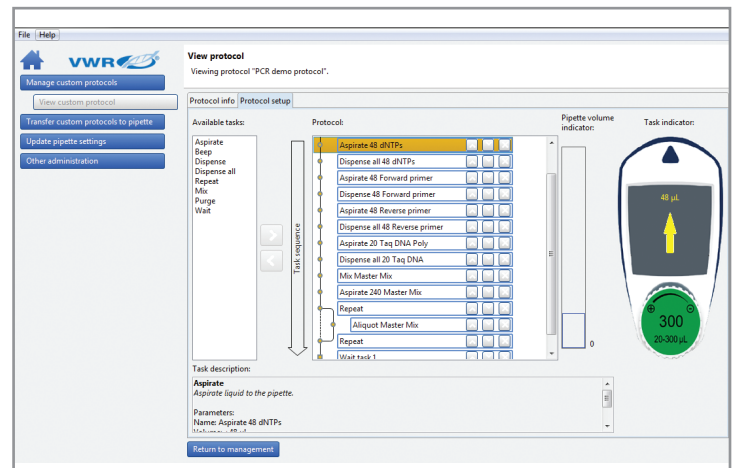 File Help
VWR
Manage custom protocols
View custom protocol
Transfer custom protocols to pipette
Update pipette settings
Other administration
View protocol
Viewing protocol "PCR demo protocol".
Protocol info Protocol setup
Available tasks:
Aspirate
Beep
Dispense
Dispense all
Repeat
Mix
Purge
Wait
Task sequence
Protocol:
Aspirate 48 dNTPs
Dispense all 48 dNTPs
Aspirate 48 Forward primer
Dispense 48 Forward primer
Aspirate 48 Reverse primer
Dispense all 48 Reverse primer
Aspirate 20 Taq DNA Poly
Dispense all 20 Taq DNA
Mix Master Mix
Aspirate 240 Master Mix
Repeat
Aliquot Master Mix
Repeat
Wait task 1
Pipette volume
indicator:
0
Task indicator:
48 µL
300
20-300 µL
Task description:
Aspirate
Aspirate liquid to the pipette.
Parameters:
Name: Aspirate 48 dNTPs
Return to management